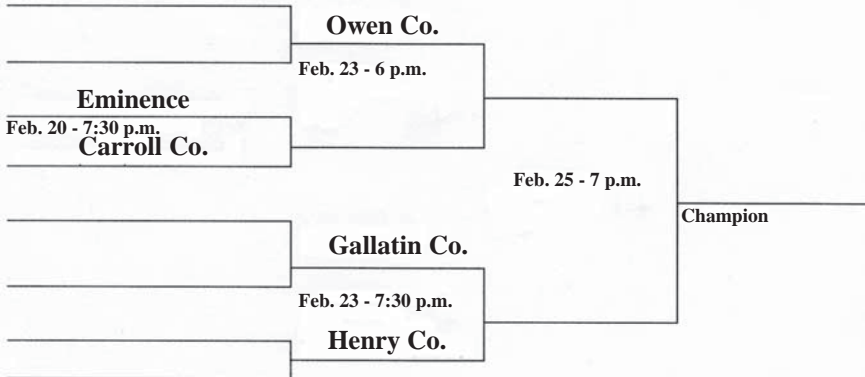 Owen Co.
Feb. 23 - 6 p.m.
Eminence
Feb. 20 - 7:30 p.m.
Carroll Co.
Feb. 25 - 7 p.m.
Champion
Gallatin Co.
Feb. 23 - 7:30 p.m.
Henry Co.